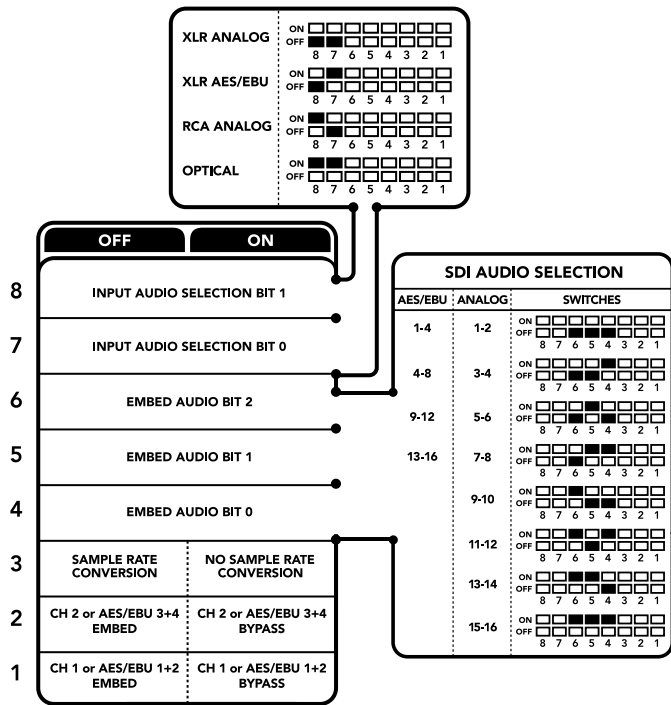 XLR ANALOG
ON
OFF
8 7 6 5 4 3 2 1
XLR AES/EBU
ON
OFF
8 7 6 5 4 3 2 1
RCA ANALOG
ON
OFF
8 7 6 5 4 3 2 1
OPTICAL
ON
OFF
8 7 6 5 4 3 2 1
OFF ON
8 INPUT AUDIO SELECTION BIT 1
7 INPUT AUDIO SELECTION BIT 0
6 EMBED AUDIO BIT 2
5 EMBED AUDIO BIT 1
4 EMBED AUDIO BIT 0
3
SAMPLE RATE
CONVERSION
NO SAMPLE RATE
CONVERSION
2
CH 2 or AES/EBU 3+4
EMBED
CH 2 or AES/EBU 3+4
BYPASS
1
CH 1 or AES/EBU 1+2
EMBED
CH 1 or AES/EBU 1+2
BYPASS
SDI AUDIO SELECTION
AES/EBU ANALOG SWITCHES
1-4 1-2
ON
OFF
8 7 6 5 4 3 2 1
4-8 3-4
ON
OFF
8 7 6 5 4 3 2 1
9-12 5-6
ON
OFF
8 7 6 5 4 3 2 1
13-16 7-8
ON
OFF
8 7 6 5 4 3 2 1
9-10
ON
OFF
8 7 6 5 4 3 2 1
11-12
ON
OFF
8 7 6 5 4 3 2 1
13-14
ON
OFF
8 7 6 5 4 3 2 1
15-16
ON
OFF
8 7 6 5 4 3 2 1